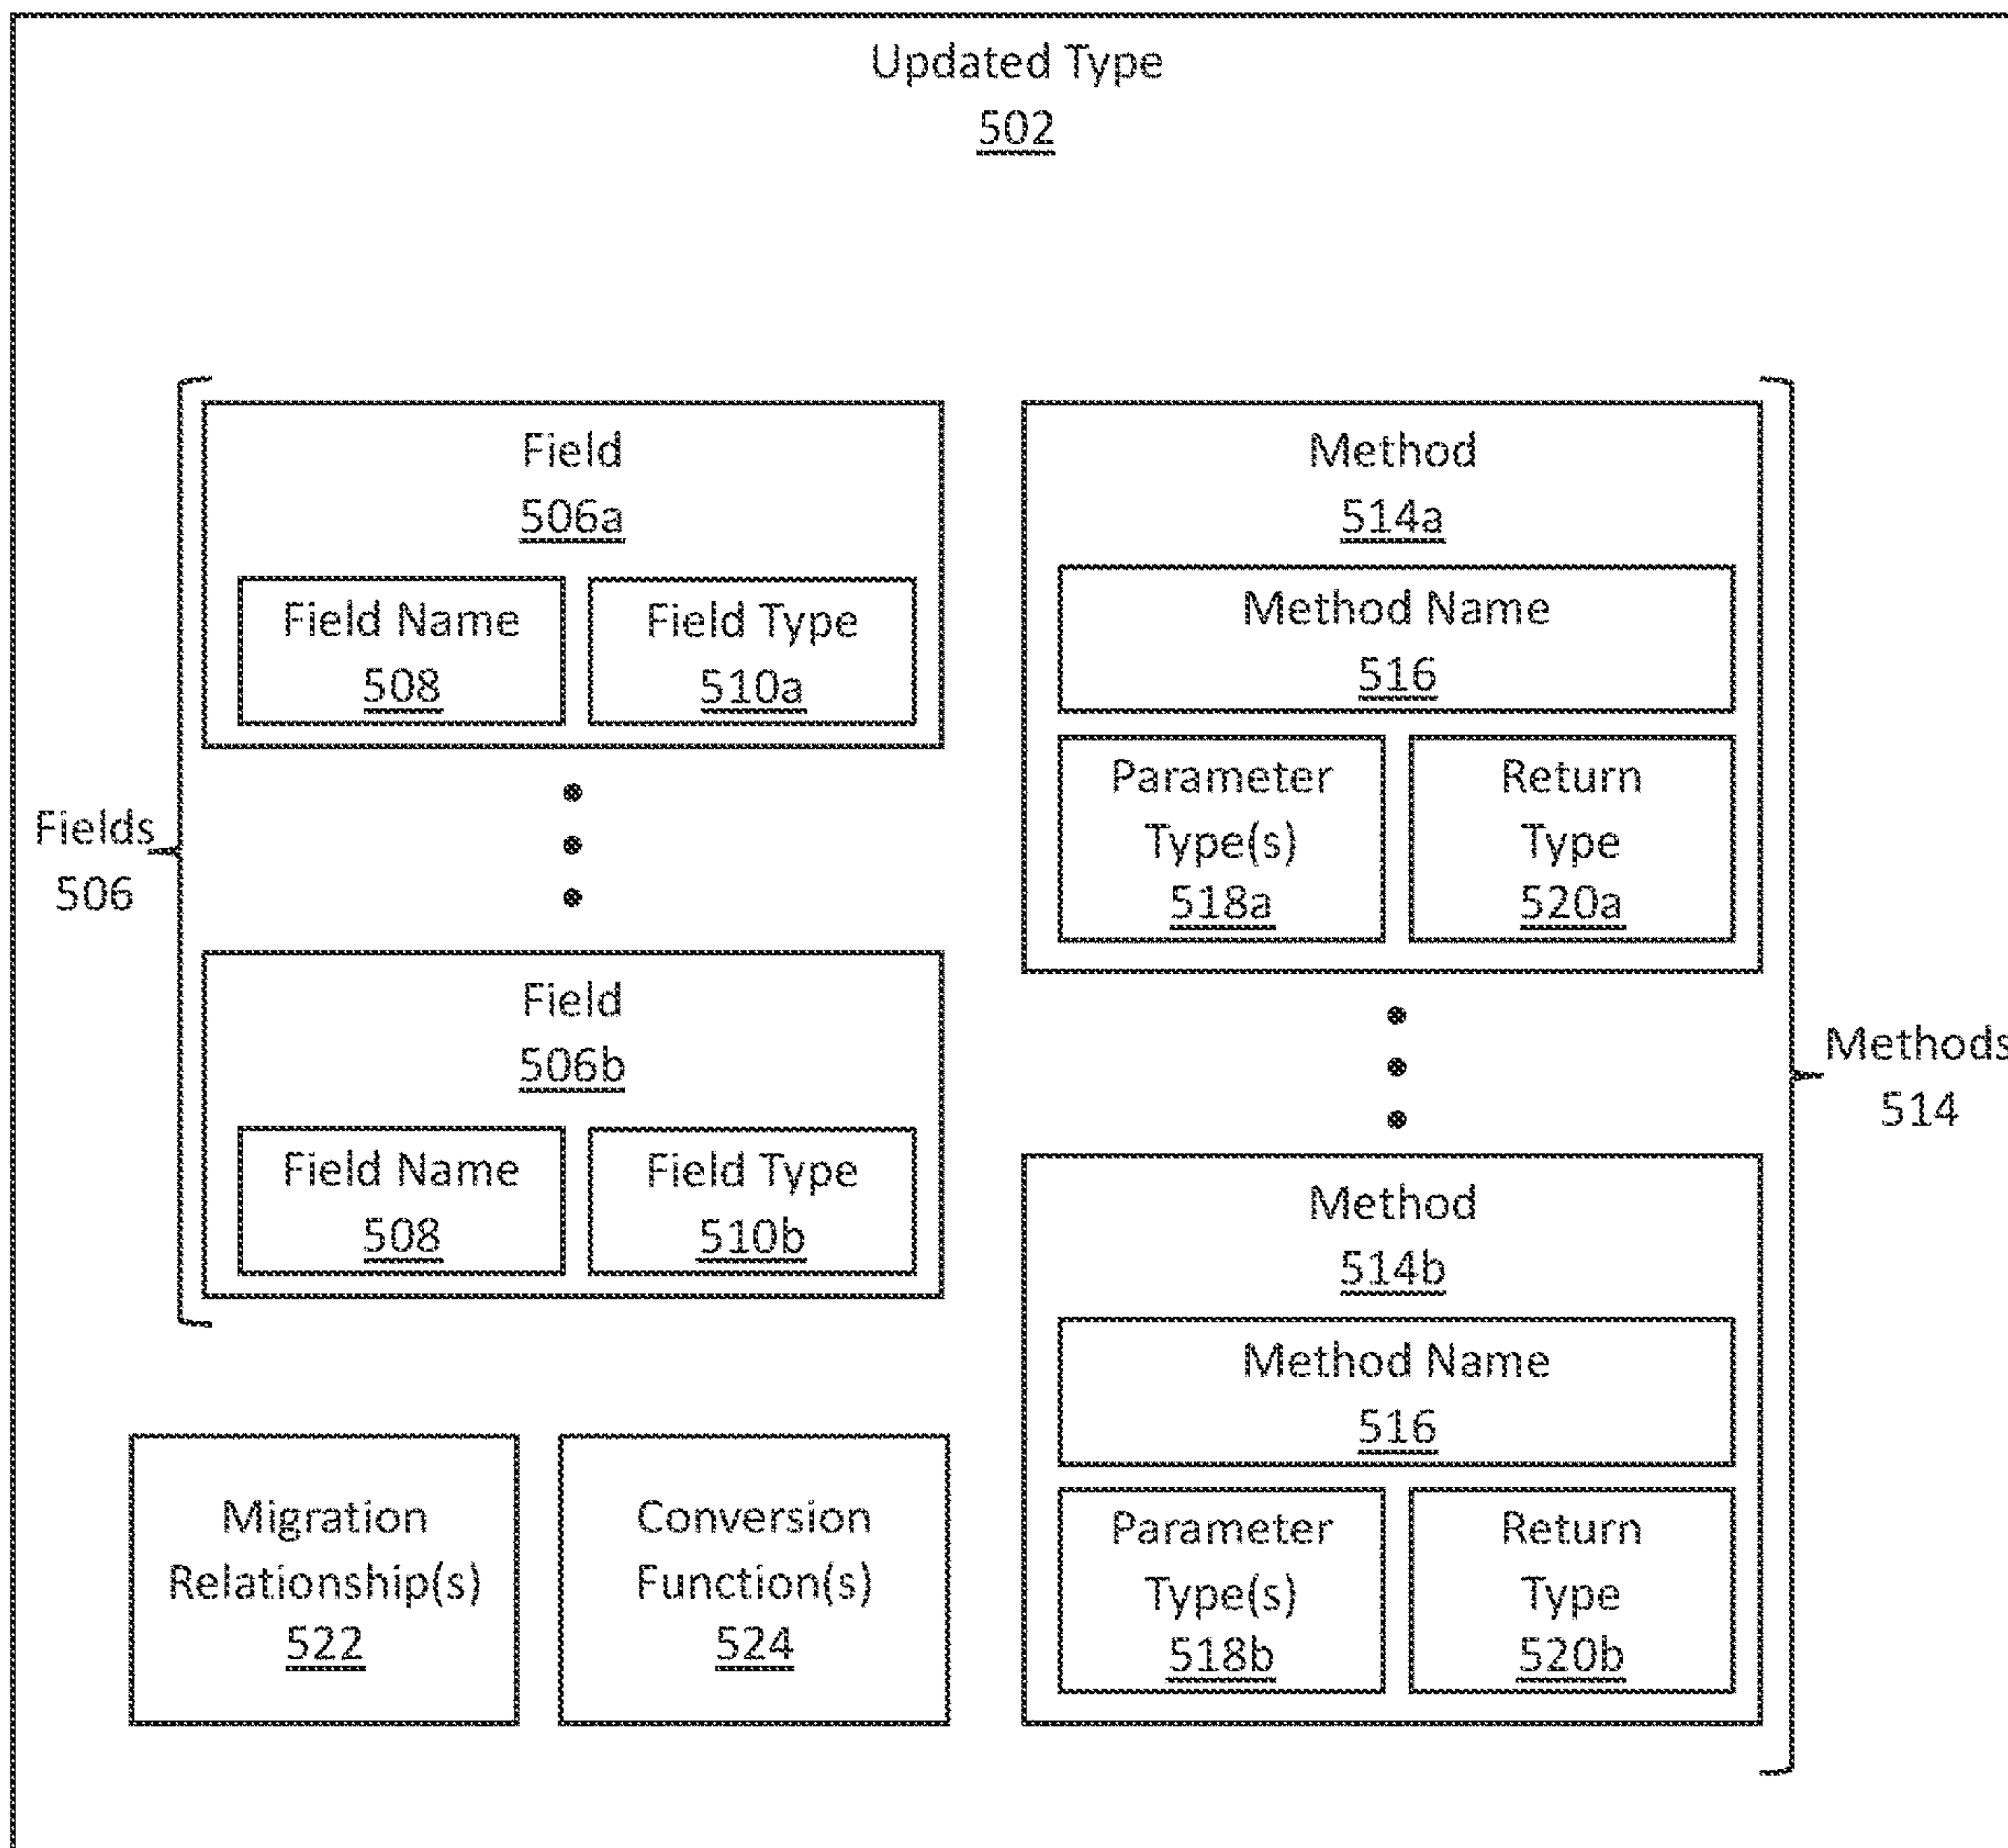 Updated Type
502
Fields
506
Field
506a
Field Name
508
Field Type
510a
Field
506b
Field Name
508
Field Type
510b
Migration
Relationship(s)
522
Conversion
Function(s)
524
Method
514a
Method Name
516
Parameter
Type(s)
518a
Return
Type
520a
Method
514b
Method Name
516
Parameter
Type(s)
518b
Return
Type
520b
Methods
514